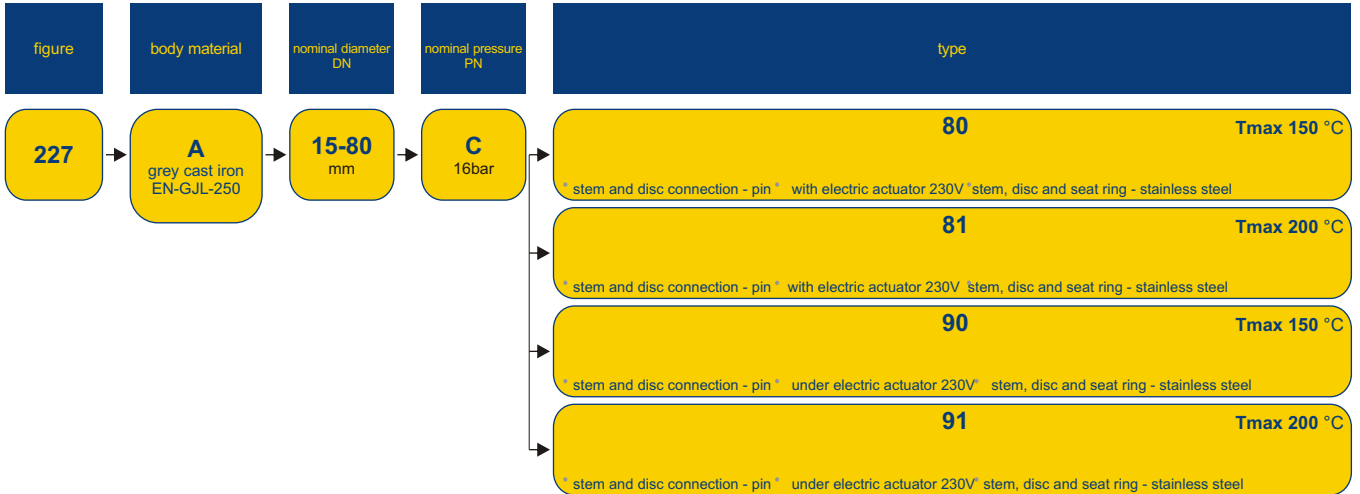 figure
body material
nominal diameter
DN
nominal pressure
PN
type
227
A
grey cast iron
EN-GJL-250
15-80
mm
C
16bar
80 Tmax 150 °C
* stem and disc connection - pin * with electric actuator 230V * stem, disc and seat ring - stainless steel
81 Tmax 200 °C
* stem and disc connection - pin * with electric actuator 230V * stem, disc and seat ring - stainless steel
90 Tmax 150 °C
* stem and disc connection - pin * under electric actuator 230V * stem, disc and seat ring - stainless steel
91 Tmax 200 °C
* stem and disc connection - pin * under electric actuator 230V * stem, disc and seat ring - stainless steel